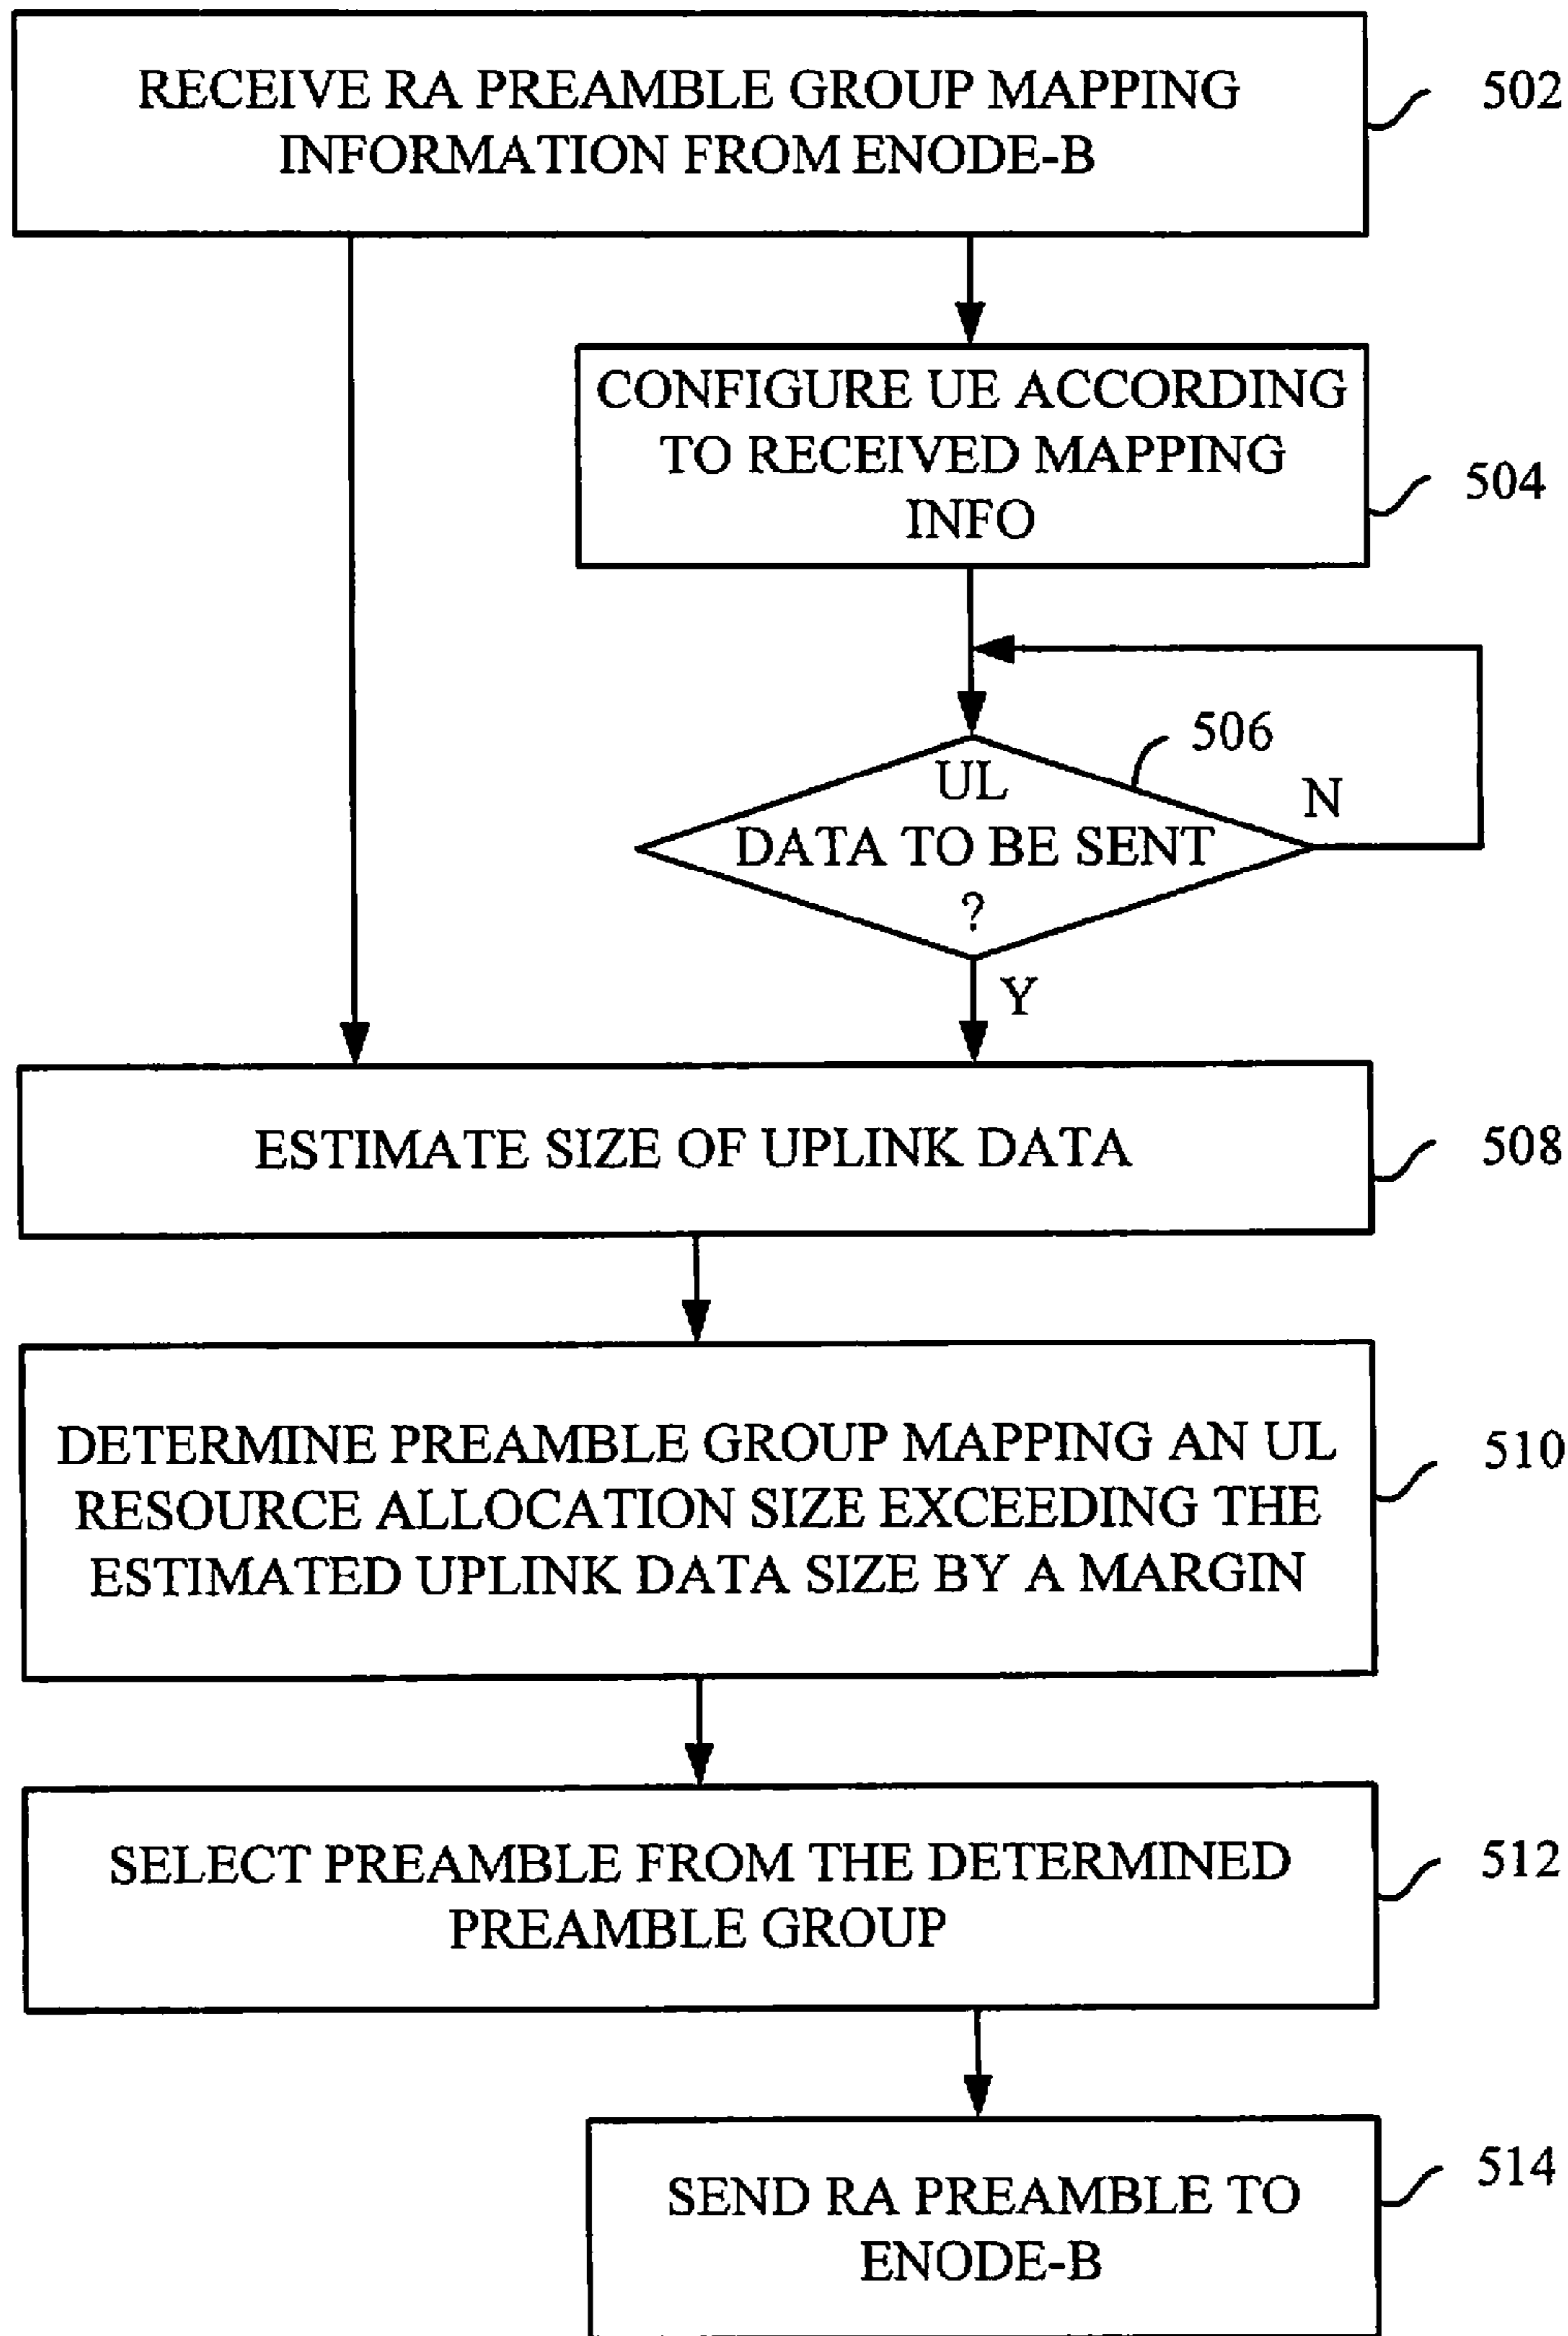 RECEIVE RA PREAMBLE GROUP MAPPING
INFORMATION FROM ENODE-B
502
CONFIGURE UE ACCORDING
TO RECEIVED MAPPING
INFO
504
506
UL
DATA TO BE SENT
?
N
Y
ESTIMATE SIZE OF UPLINK DATA
508
DETERMINE PREAMBLE GROUP MAPPING AN UL
RESOURCE ALLOCATION SIZE EXCEEDING THE
ESTIMATED UPLINK DATA SIZE BY A MARGIN
510
SELECT PREAMBLE FROM THE DETERMINED
PREAMBLE GROUP
512
SEND RA PREAMBLE TO
ENODE-B
514